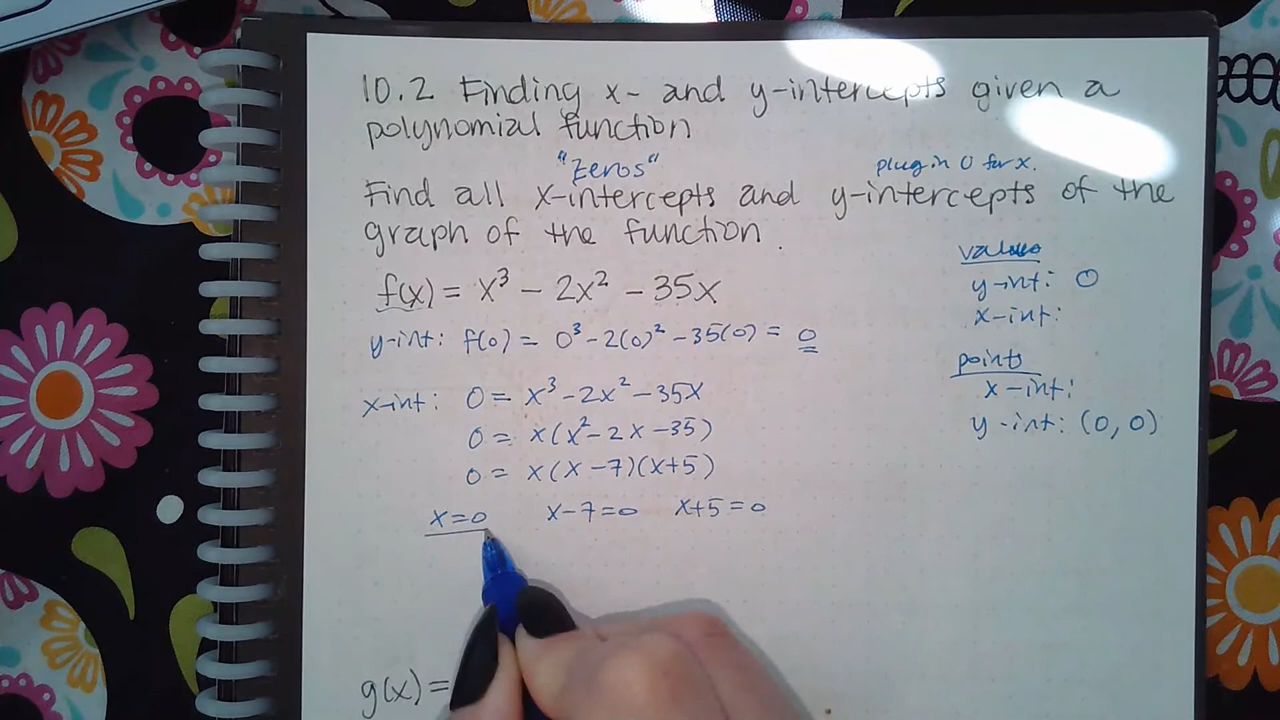 10.2 Finding x- and y-intercepts given a
polynomial function
"Zeros"
plug in 0 for x.
Find all x-intercepts and y-intercepts of the
graph of the function.
f(x) = x³ - 2x² - 35x
y-int: f(0) = 0³ - 2(0)² - 35(0) = 0
x-int: 0 = x³ - 2x² - 35x
0 = x(x² - 2x - 35)
0 = x(x - 7)(x + 5)
x = 0 x - 7 = 0 x + 5 = 0
values
y-int: 0
x-int:
points
x-int:
y-int: (0, 0)
g(x) =